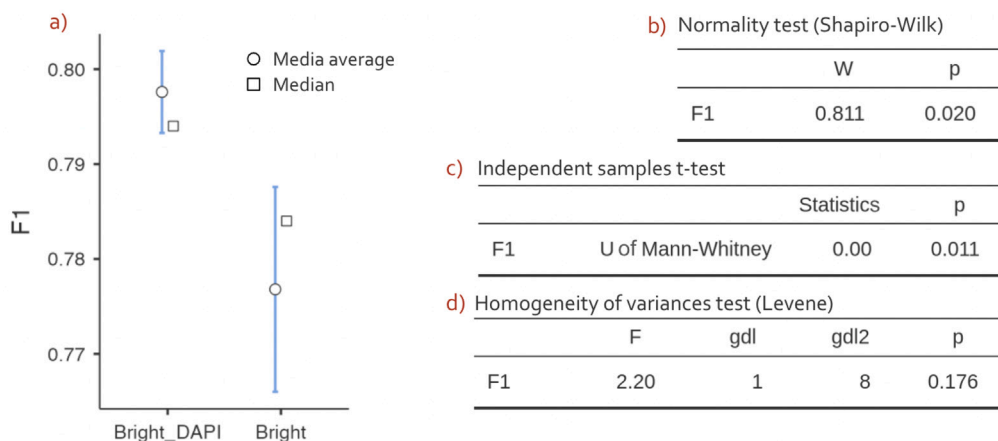 a)
0.80
0.79
0.78
0.77
F1
Bright_DAPI Bright
Media average
Median
b) Normality test (Shapiro-Wilk)
W p
F1 0.811 0.020
c) Independent samples t-test
Statistics p
F1 U of Mann-Whitney 0.00 0.011
d) Homogeneity of variances test (Levene)
F gdl gdl2 p
F1 2.20 1 8 0.176